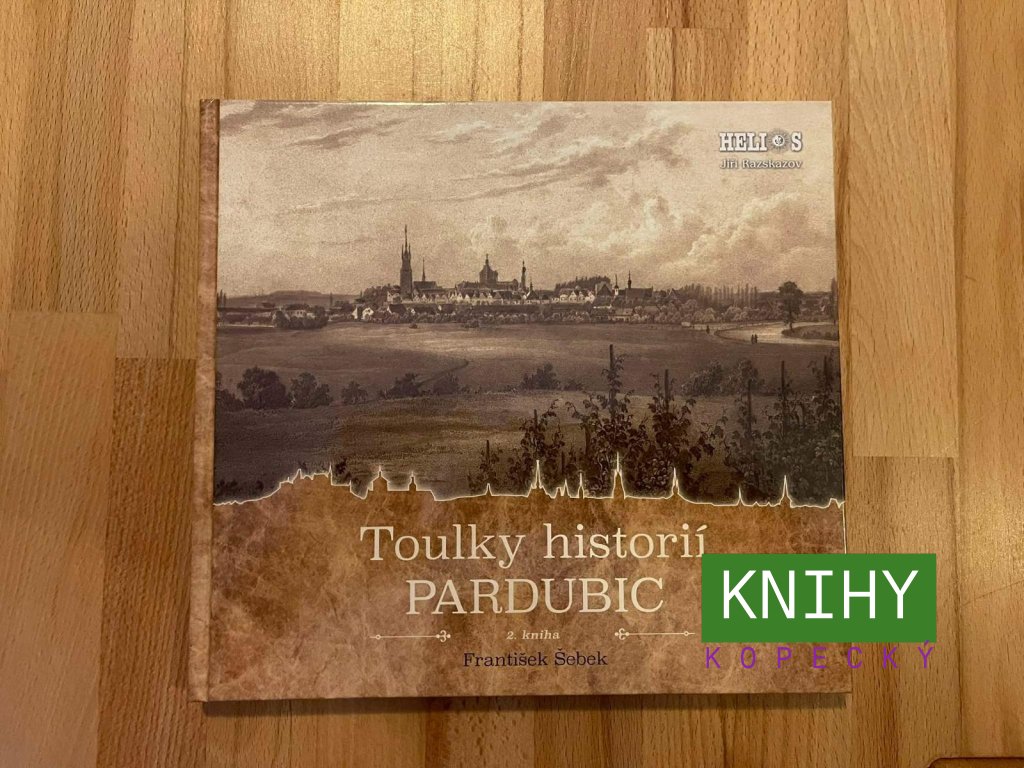 HELIOS
Jiří Razskazov
Toulky historií
PARDUBIC
2. kniha
František Šebek
KNIHY
KOPECKÝ